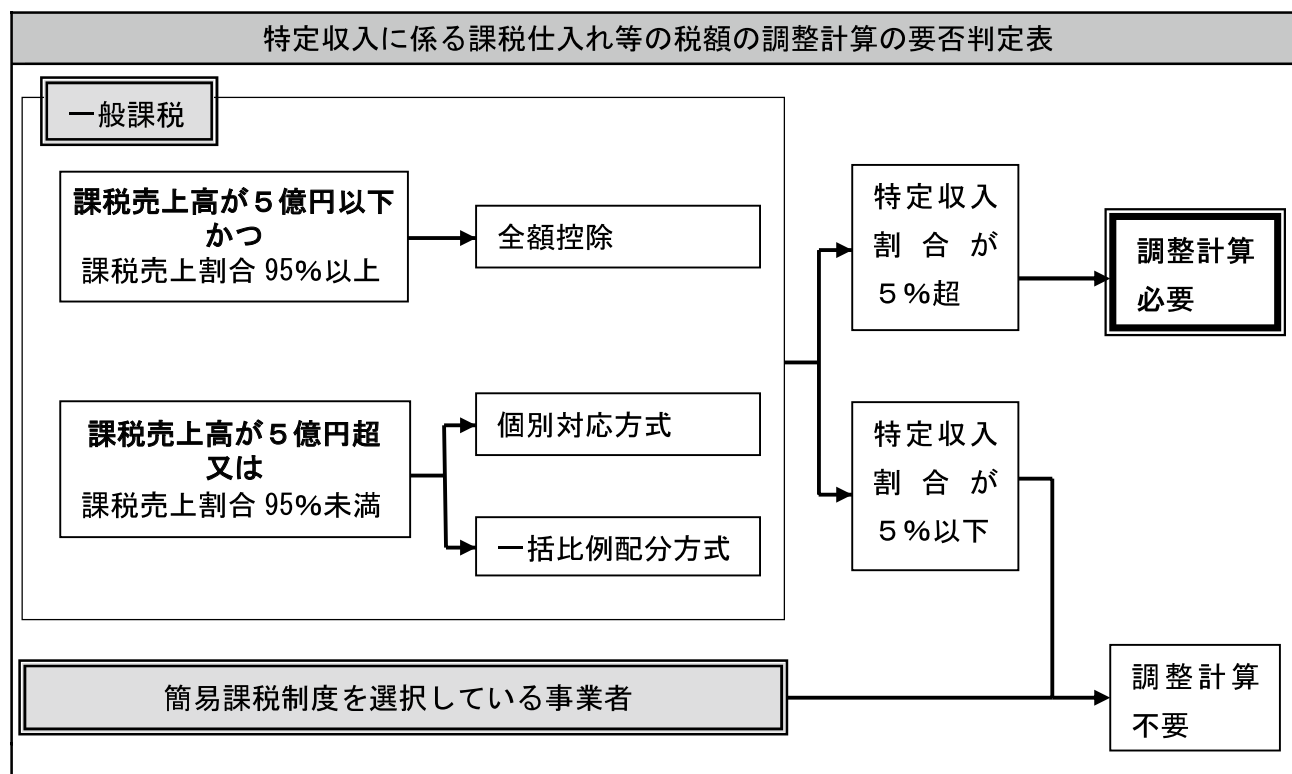 特定収入に係る課税仕入れ等の税額の調整計算の要否判定表
一般課税
課税売上高が５億円以下
かつ
課税売上割合 95％以上
全額控除
課税売上高が５億円超
又は
課税売上割合 95％未満
個別対応方式
一括比例配分方式
特定収入
割合が
５％超
調整計算
必要
特定収入
割合が
５％以下
簡易課税制度を選択している事業者
調整計算
不要